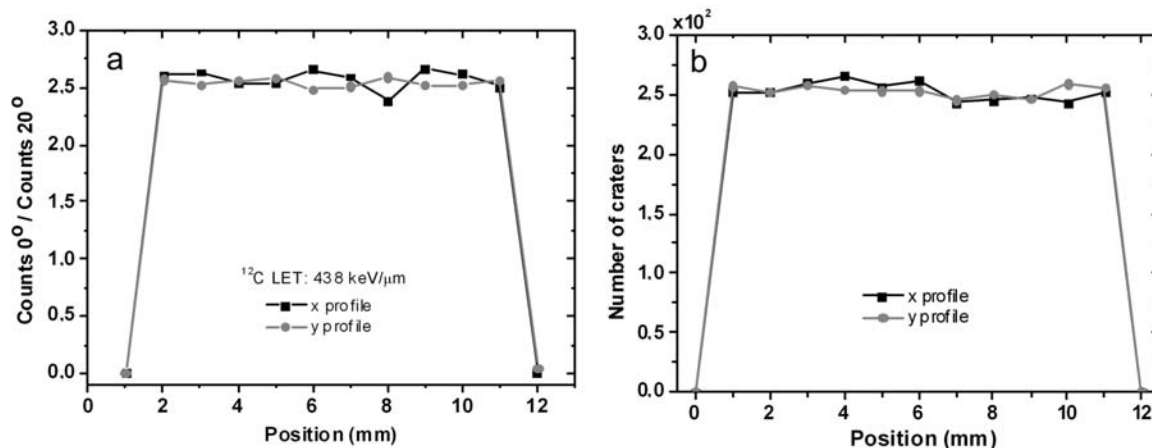 a
3.0
2.5
2.0
1.5
1.0
0.5
0.0
Counts 0° / Counts 20°
¹²C LET: 438 keV/µm
x profile
y profile
0 2 4 6 8 10 12
Position (mm)
×10²
b
3.0
2.5
2.0
1.5
1.0
0.5
0.0
Number of craters
x profile
y profile
0 2 4 6 8 10 12
Position (mm)